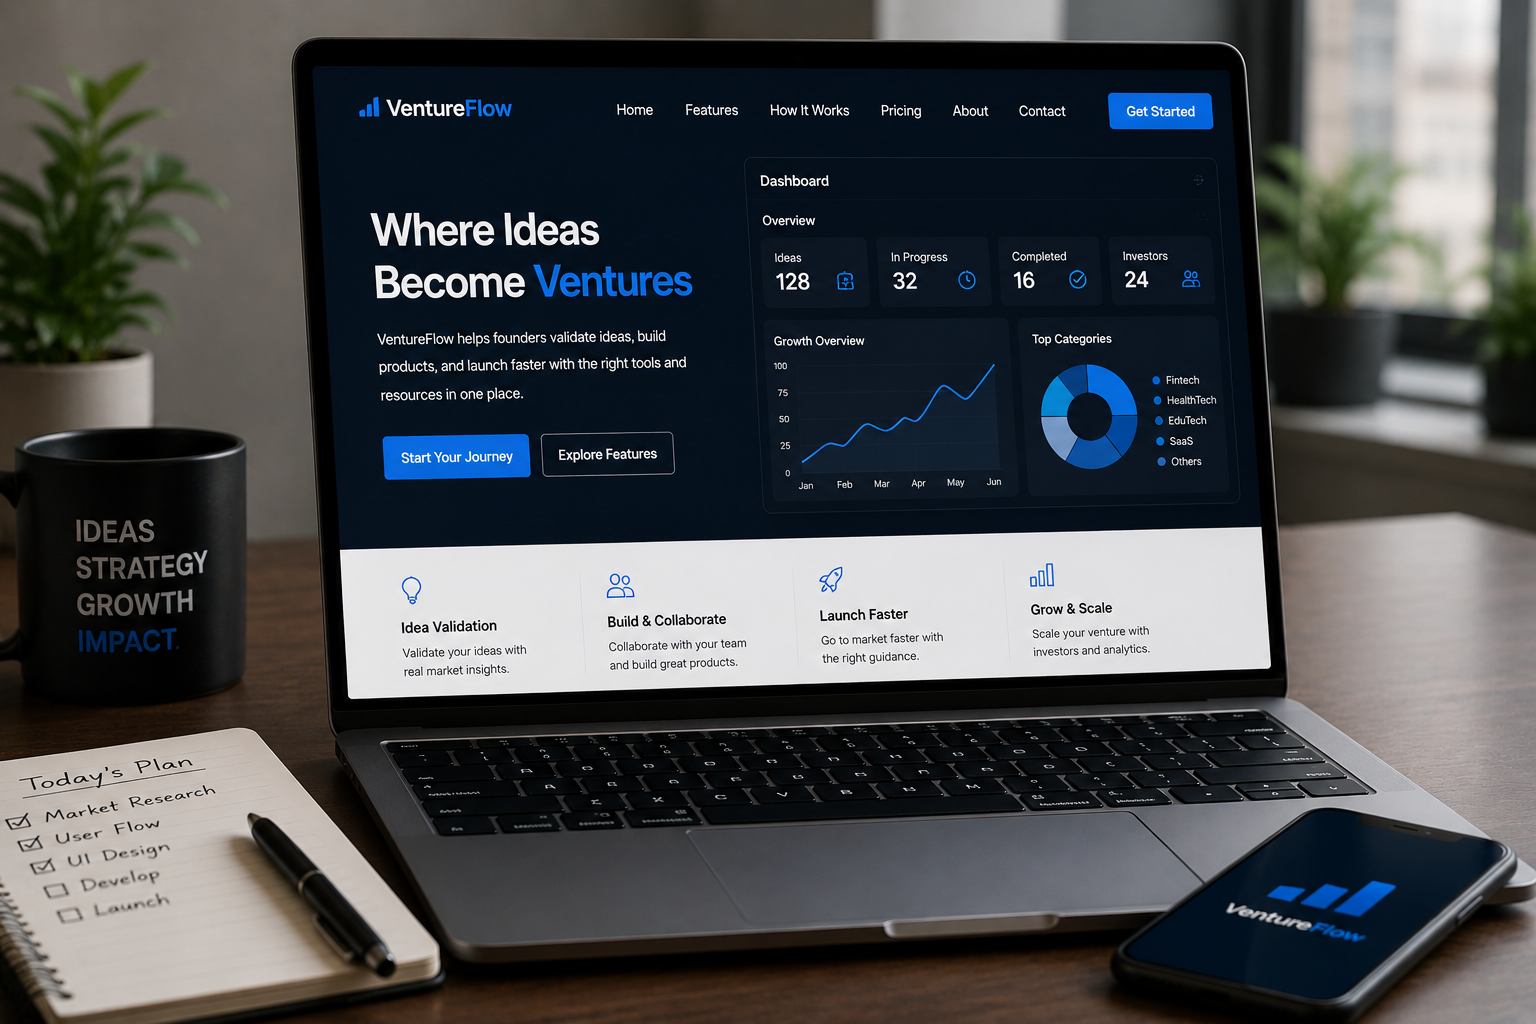 VentureFlow
Home
Features
How It Works
Pricing
About
Contact
Get Started
Where Ideas
Become Ventures
VentureFlow helps founders validate ideas, build
products, and launch faster with the right tools and
resources in one place.
Start Your Journey
Explore Features
Dashboard
Overview
Ideas
128
In Progress
32
Completed
16
Investors
24
Growth Overview
100
75
50
25
0
Jan
Feb
Mar
Apr
May
Jun
Top Categories
Fintech
HealthTech
EduTech
SaaS
Others
Idea Validation
Validate your ideas with
real market insights.
Build & Collaborate
Collaborate with your team
and build great products.
Launch Faster
Go to market faster with
the right guidance.
Grow & Scale
Scale your venture with
investors and analytics.
IDEAS
STRATEGY
GROWTH
IMPACT.
Today's Plan
Market Research
User Flow
UI Design
Develop
Launch
VentureFlow